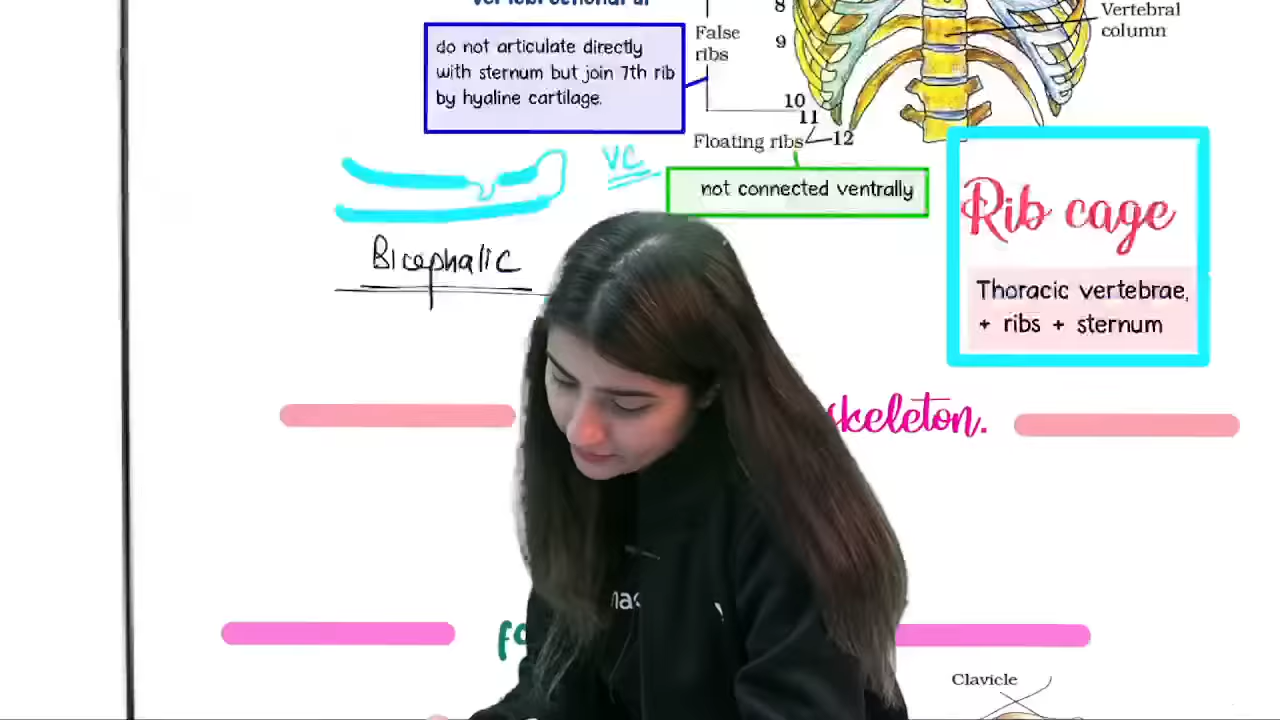 do not articulate directly
with sternum but join 7th rib
by hyaline cartilage.
False
ribs
8
9
10
11
12
Floating ribs
Vertebral
column
not connected ventrally
VC
Bicephalic
Rib cage
Thoracic vertebrae,
+ ribs + sternum
skeleton.
Clavicle